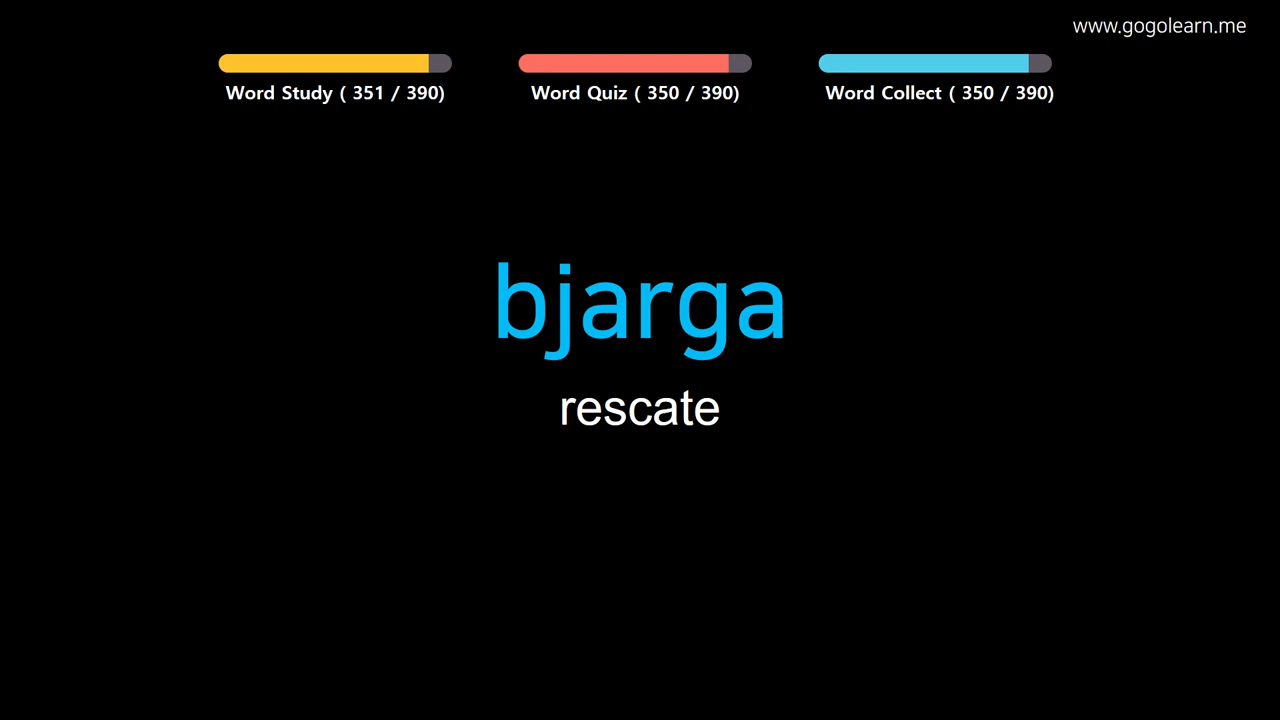 www.gogolearn.me
Word Study ( 351 / 390)
Word Quiz ( 350 / 390)
Word Collect ( 350 / 390)
bjarga
rescate